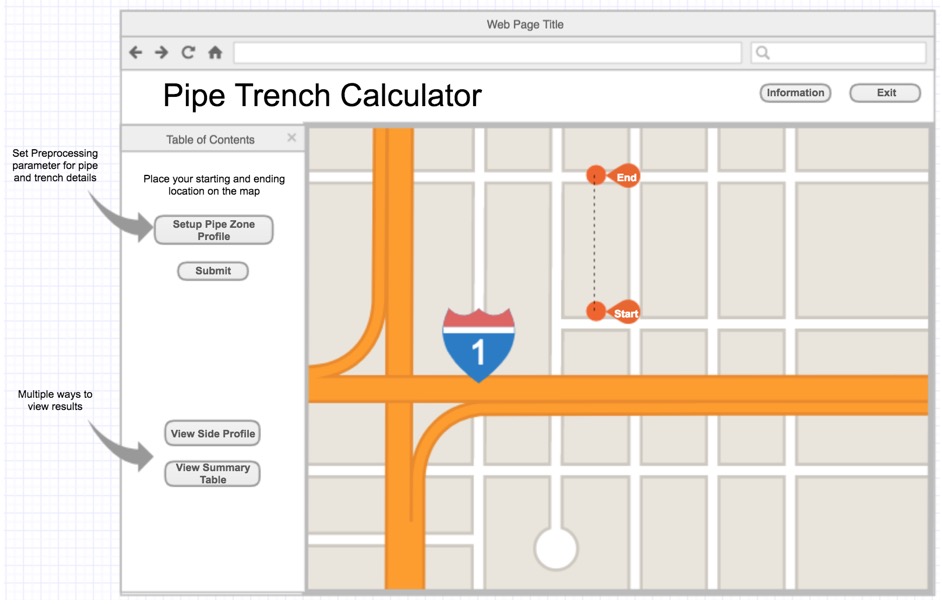 Web Page Title
Pipe Trench Calculator
Information
Exit
Table of Contents
Set Preprocessing
parameter for pipe
and trench details
Place your starting and ending
location on the map
Setup Pipe Zone
Profile
Submit
End
Start
1
Multiple ways to
view results
View Side Profile
View Summary
Table